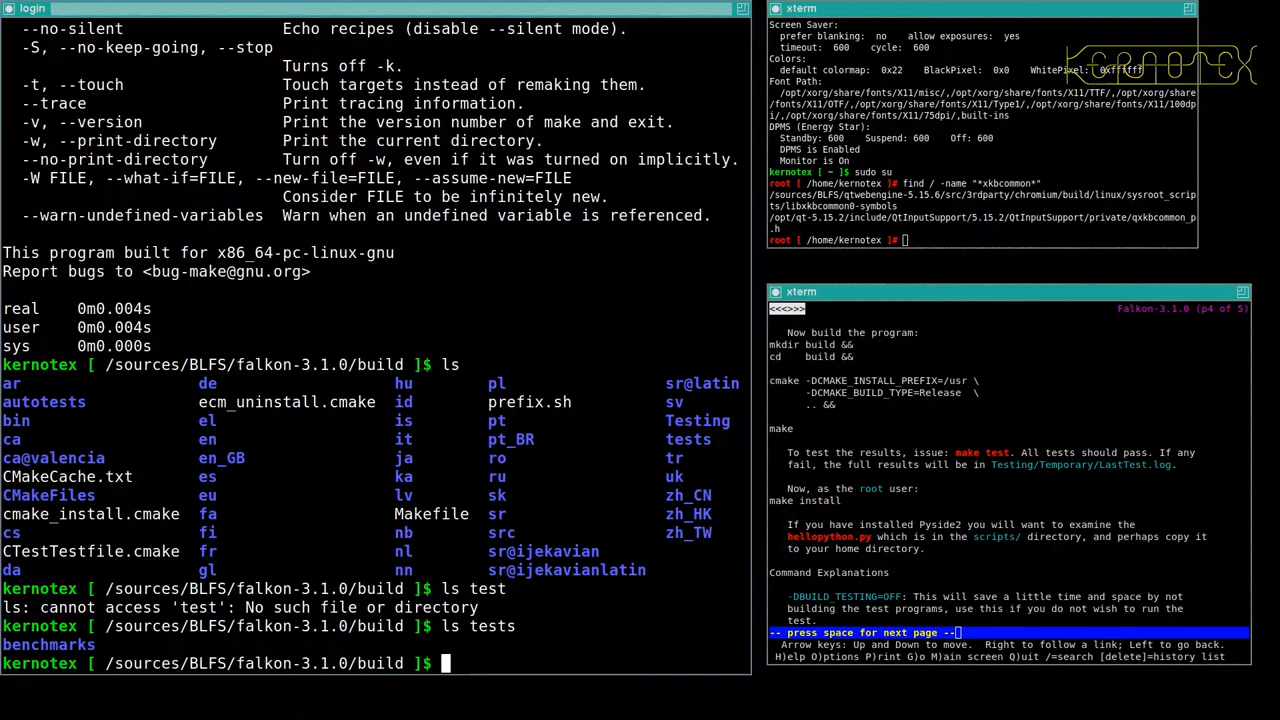 login
--no-silent                 Echo recipes (disable --silent mode).
-S, --no-keep-going, --stop
Turns off -k.
-t, --touch                 Touch targets instead of remaking them.
--trace                     Print tracing information.
-v, --version               Print the version number of make and exit.
-w, --print-directory       Print the current directory.
--no-print-directory        Turn off -w, even if it was turned on implicitly.
-W FILE, --what-if=FILE, --new-file=FILE, --assume-new=FILE
Consider FILE to be infinitely new.
--warn-undefined-variables  Warn when an undefined variable is referenced.
This program built for x86_64-pc-linux-gnu
Report bugs to <bug-make@gnu.org>
real    0m0.004s
user    0m0.004s
sys     0m0.000s
kernotex [ /sources/BLFS/falkon-3.1.0/build ]$ ls
ar                   de                   hu        pl                 sr@latin
autotests            ecm_uninstall.cmake  id        prefix.sh          sv
bin                  el                   is        pt                 Testing
ca                   en                   it        pt_BR              tests
ca@valencia          en_GB                ja        ro                 tr
CMakeCache.txt       es                   ka        ru                 uk
CMakeFiles           eu                   lv        sk                 zh_CN
cmake_install.cmake  fa                   Makefile  sr                 zh_HK
cs                   fi                   nb        src                zh_TW
CTestTestfile.cmake  fr                   nl        sr@ijekavian
da                   gl                   nn        sr@ijekavianlatin
kernotex [ /sources/BLFS/falkon-3.1.0/build ]$ ls test
ls: cannot access 'test': No such file or directory
kernotex [ /sources/BLFS/falkon-3.1.0/build ]$ ls tests
benchmarks
kernotex [ /sources/BLFS/falkon-3.1.0/build ]$
xterm
Screen Saver:
prefer blanking:  no    allow exposures:  yes
timeout:  600    cycle:  600
Colors:
default colormap:  0x22    BlackPixel:  0x0    WhitePixel:  0xffffff
Font Path:
/opt/xorg/share/fonts/X11/misc/,/opt/xorg/share/fonts/X11/TTF/,/opt/xorg/share
/fonts/X11/OTF/,/opt/xorg/share/fonts/X11/Type1/,/opt/xorg/share/fonts/X11/100dp
i/,/opt/xorg/share/fonts/X11/75dpi/,built-ins
DPMS (Energy Star):
Standby: 600    Suspend: 600    Off: 600
DPMS is Enabled
Monitor is On
kernotex [ ~ ]$ sudo su
root [ /home/kernotex ]# find / -name "*xkbcommon*"
/sources/BLFS/qtwebengine-5.15.6/src/3rdparty/chromium/build/linux/sysroot_scrip
ts/libxkbcommon0-symbols
/opt/qt-5.15.2/include/QtInputSupport/5.15.2/QtInputSupport/private/qxkbcommon_p
.h
root [ /home/kernotex ]#
KERNOTEX
xterm
<<<>>>                                        Falkon-3.1.0 (p4 of 5)
Now build the program:
mkdir build &&
cd    build &&
cmake -DCMAKE_INSTALL_PREFIX=/usr \
-DCMAKE_BUILD_TYPE=Release  \
.. &&
make
To test the results, issue: make test. All tests should pass. If any
fail, the full results will be in Testing/Temporary/LastTest.log.
Now, as the root user:
make install
If you have installed Pyside2 you will want to examine the
hellopython.py which is in the scripts/ directory, and perhaps copy it
to your home directory.
Command Explanations
-DBUILD_TESTING=OFF: This will save a little time and space by not
building the test programs, use this if you do not wish to run the
test.
-- press space for next page --
Arrow keys: Up and Down to move.  Right to follow a link; Left to go back.
H)elp O)ptions P)rint G)o M)ain screen Q)uit /=search [delete]=history list